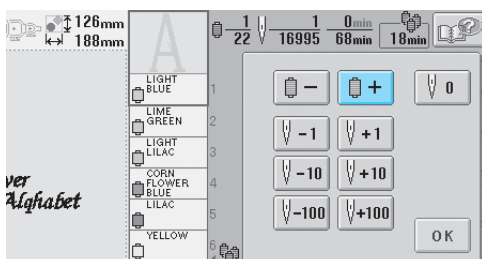 126mm
188mm
A
1
22
1
16995
0min
68min
18min
?
LIGHT
BLUE
1
LIME
GREEN
2
LIGHT
LILAC
3
CORN
FLOWER
BLUE
4
LILAC
5
YELLOW
6
ver
Alqhabet
−
+
0
−1
+1
−10
+10
−100
+100
OK